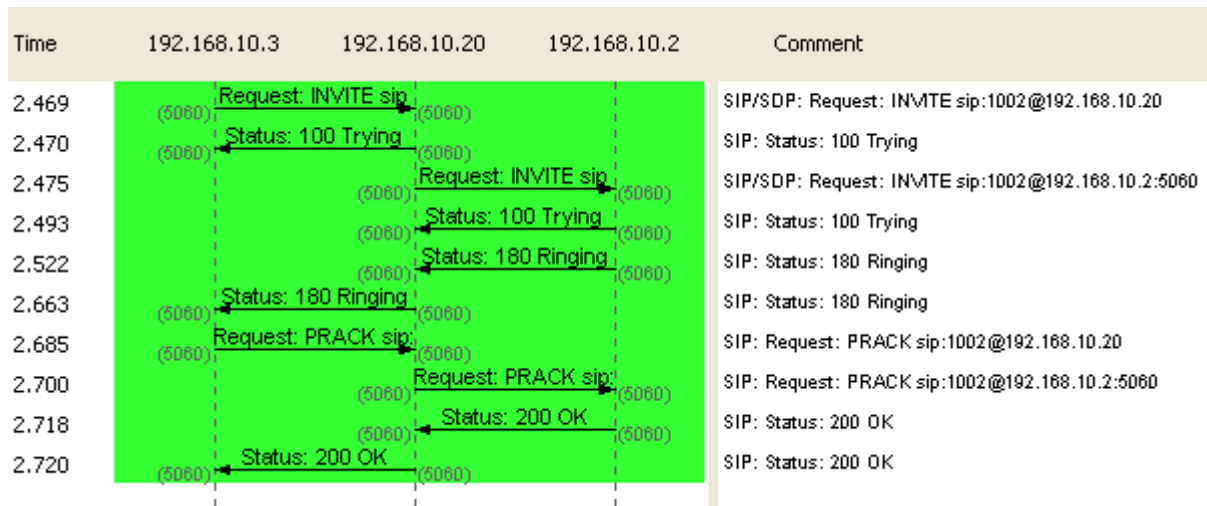 Time 192.168.10.3 192.168.10.20 192.168.10.2 Comment
2.469 (5060) Request: INVITE sip (5060) SIP/SDP: Request: INVITE sip:1002@192.168.10.20
2.470 (5060) Status: 100 Trying (5060) SIP: Status: 100 Trying
2.475 (5060) Request: INVITE sip (5060) SIP/SDP: Request: INVITE sip:1002@192.168.10.2:5060
2.493 (5060) Status: 100 Trying (5060) SIP: Status: 100 Trying
2.522 (5060) Status: 180 Ringing (5060) SIP: Status: 180 Ringing
2.663 (5060) Status: 180 Ringing (5060) SIP: Status: 180 Ringing
2.685 (5060) Request: PRACK sip: (5060) SIP: Request: PRACK sip:1002@192.168.10.20
2.700 (5060) Request: PRACK sip: (5060) SIP: Request: PRACK sip:1002@192.168.10.2:5060
2.718 (5060) Status: 200 OK (5060) SIP: Status: 200 OK
2.720 (5060) Status: 200 OK (5060) SIP: Status: 200 OK